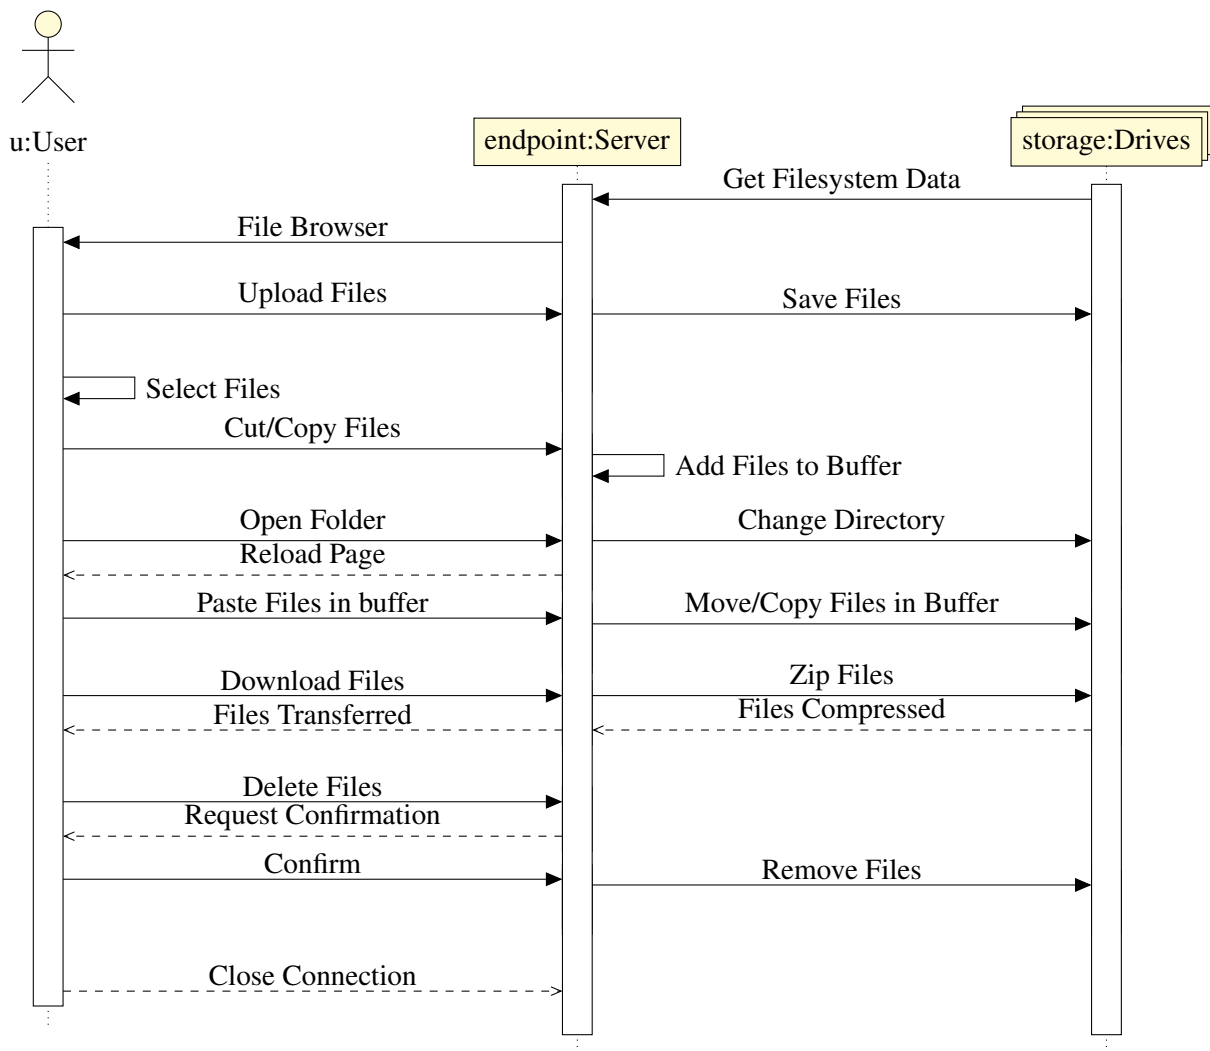 u:User
endpoint:Server
storage:Drives
Get Filesystem Data
File Browser
Upload Files
Save Files
Select Files
Cut/Copy Files
Add Files to Buffer
Open Folder
Change Directory
Reload Page
Paste Files in buffer
Move/Copy Files in Buffer
Download Files
Zip Files
Files Transferred
Files Compressed
Delete Files
Request Confirmation
Confirm
Remove Files
Close Connection